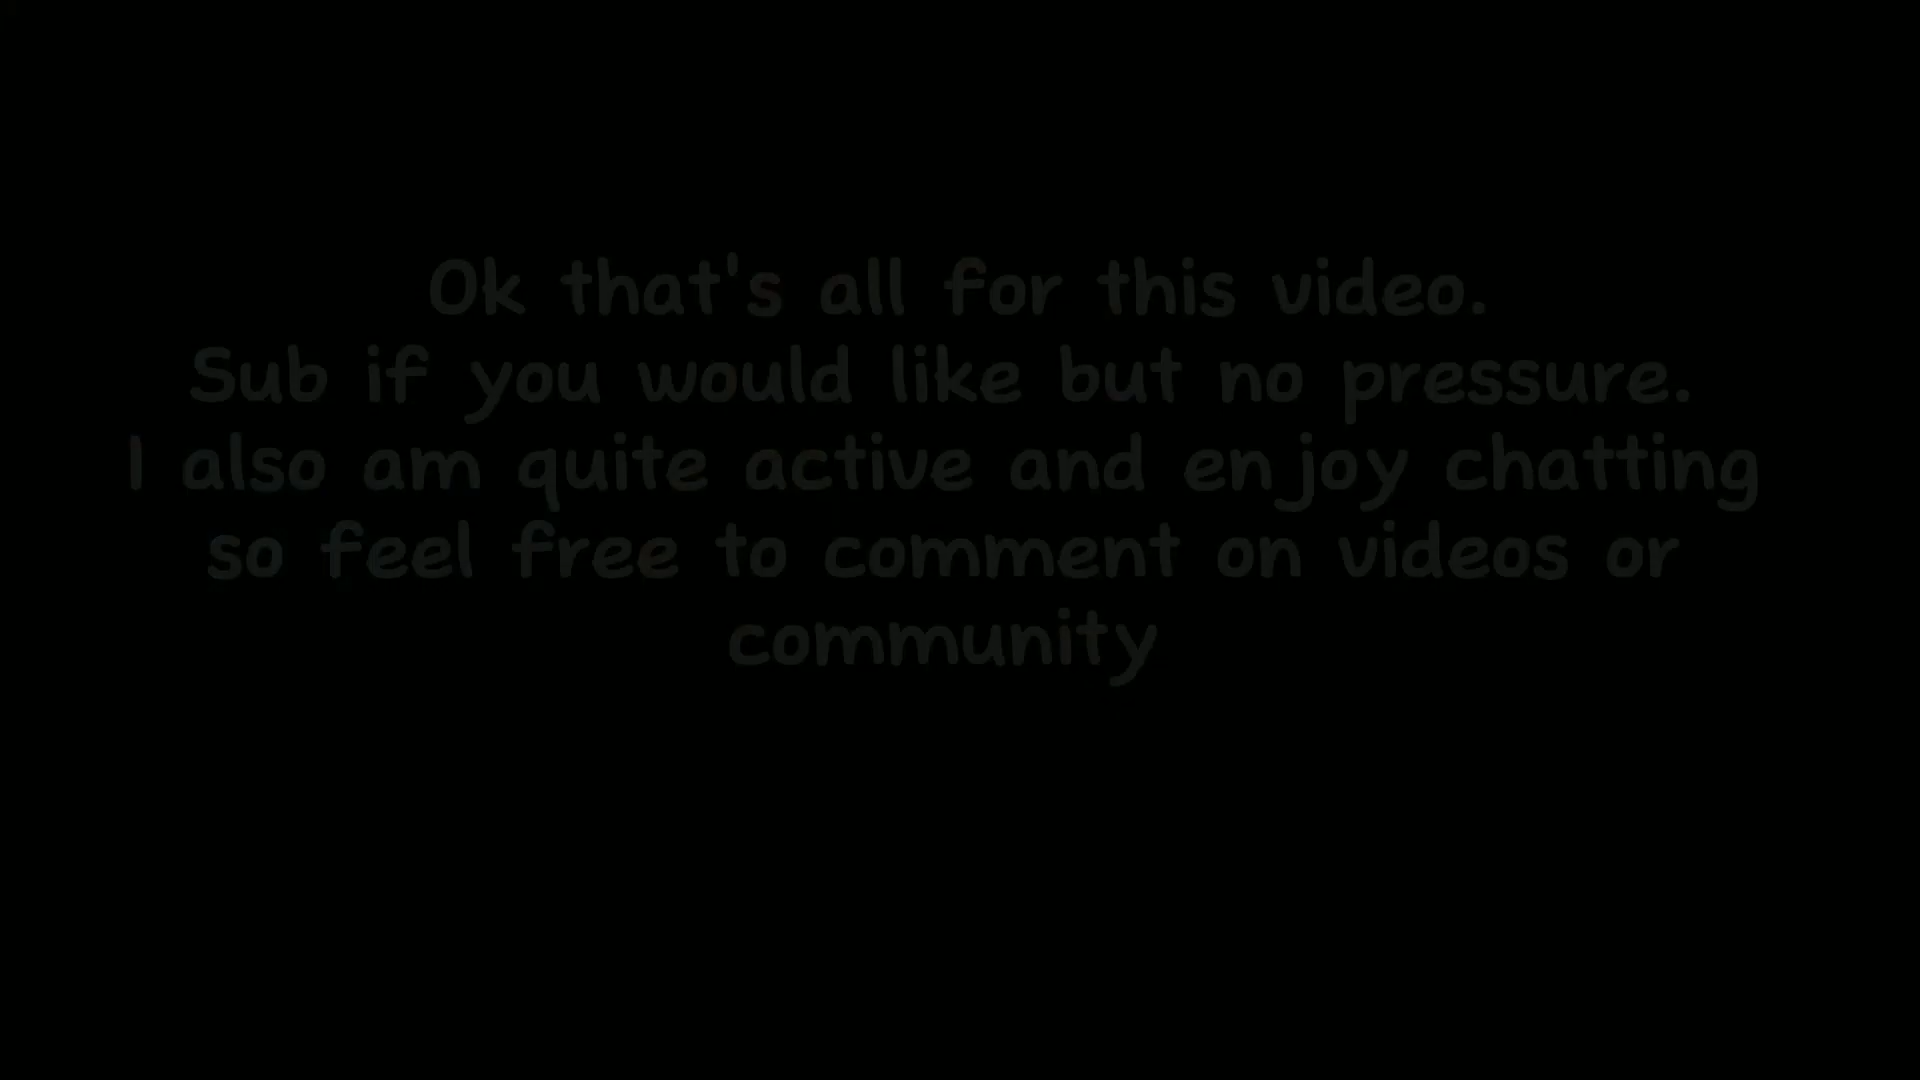 Ok that's all for this video.
Sub if you would like but no pressure.
I also am quite active and enjoy chatting
so feel free to comment on videos or
community